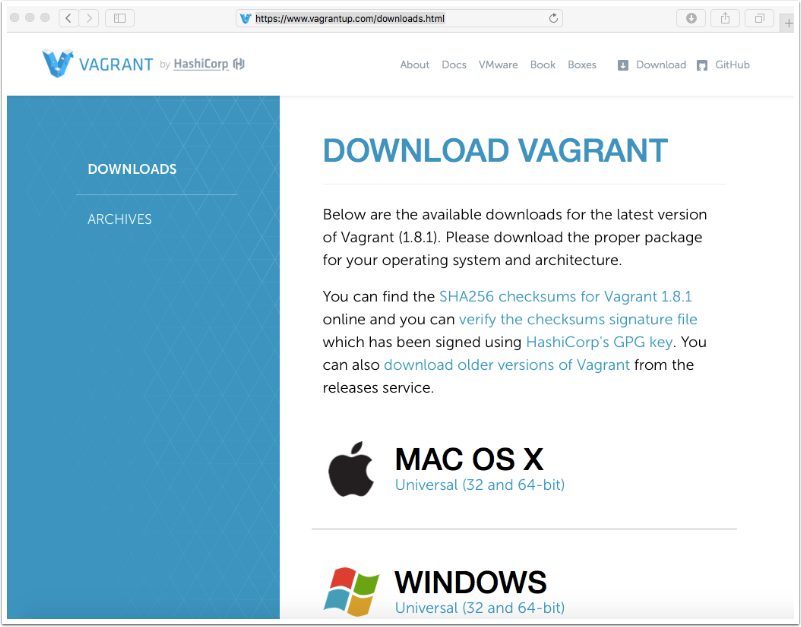 https://www.vagrantup.com/downloads.html
VAGRANT by HashiCorp
About Docs VMware Book Boxes Download GitHub
DOWNLOADS
ARCHIVES
DOWNLOAD VAGRANT
Below are the available downloads for the latest version
of Vagrant (1.8.1). Please download the proper package
for your operating system and architecture.
You can find the SHA256 checksums for Vagrant 1.8.1
online and you can verify the checksums signature file
which has been signed using HashiCorp's GPG key. You
can also download older versions of Vagrant from the
releases service.
MAC OS X
Universal (32 and 64-bit)
WINDOWS
Universal (32 and 64-bit)